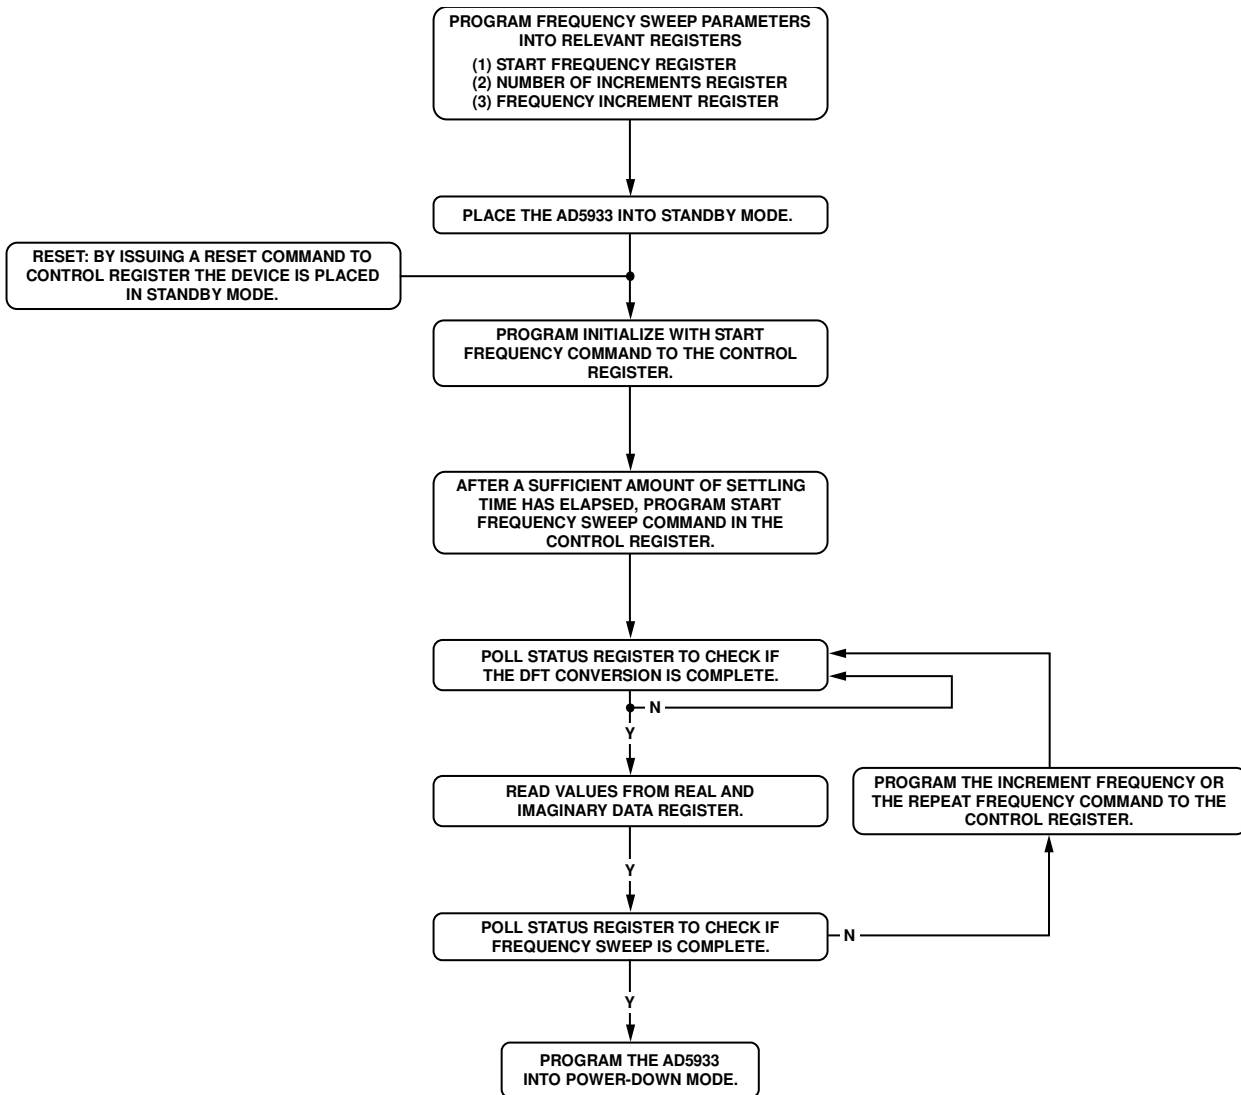 PROGRAM FREQUENCY SWEEP PARAMETERS
INTO RELEVANT REGISTERS
(1) START FREQUENCY REGISTER
(2) NUMBER OF INCREMENTS REGISTER
(3) FREQUENCY INCREMENT REGISTER
PLACE THE AD5933 INTO STANDBY MODE.
RESET: BY ISSUING A RESET COMMAND TO
CONTROL REGISTER THE DEVICE IS PLACED
IN STANDBY MODE.
PROGRAM INITIALIZE WITH START
FREQUENCY COMMAND TO THE CONTROL
REGISTER.
AFTER A SUFFICIENT AMOUNT OF SETTLING
TIME HAS ELAPSED, PROGRAM START
FREQUENCY SWEEP COMMAND IN THE
CONTROL REGISTER.
POLL STATUS REGISTER TO CHECK IF
THE DFT CONVERSION IS COMPLETE.
N
Y
READ VALUES FROM REAL AND
IMAGINARY DATA REGISTER.
PROGRAM THE INCREMENT FREQUENCY OR
THE REPEAT FREQUENCY COMMAND TO THE
CONTROL REGISTER.
Y
POLL STATUS REGISTER TO CHECK IF
FREQUENCY SWEEP IS COMPLETE.
N
Y
PROGRAM THE AD5933
INTO POWER-DOWN MODE.